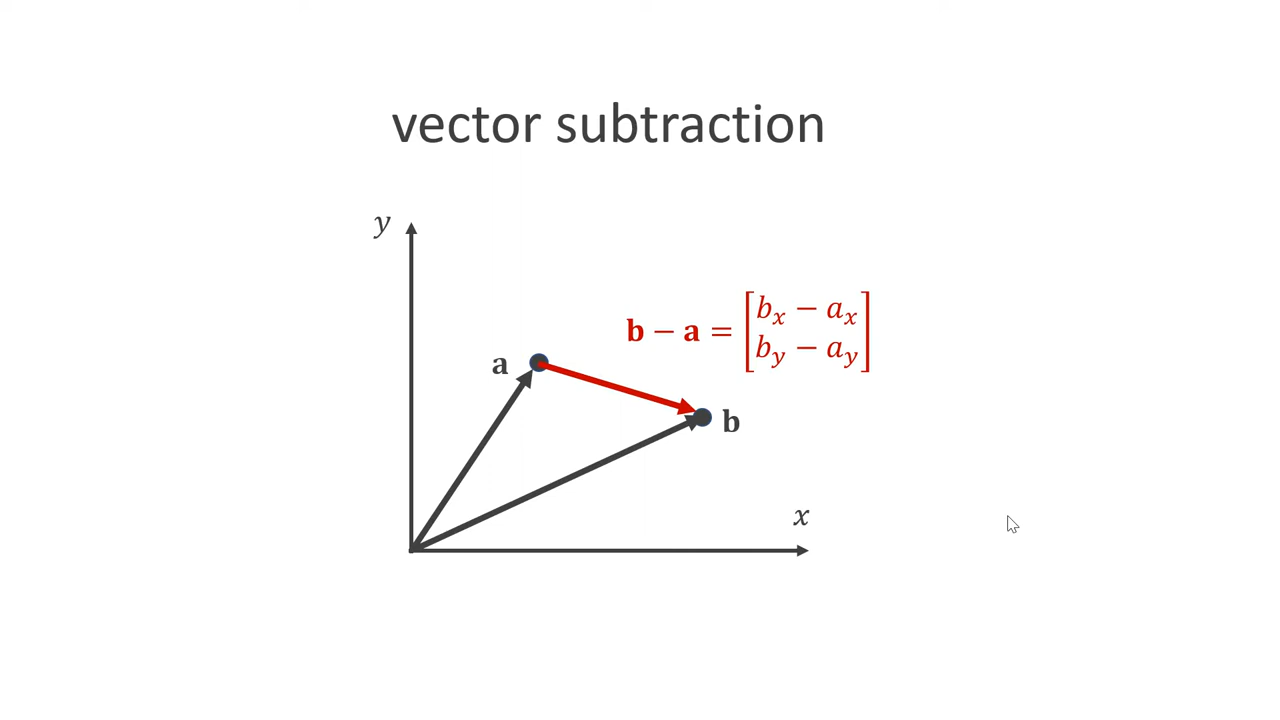 vector subtraction
y
b − a = [b_x − a_x
b_y − a_y]
a
b
x